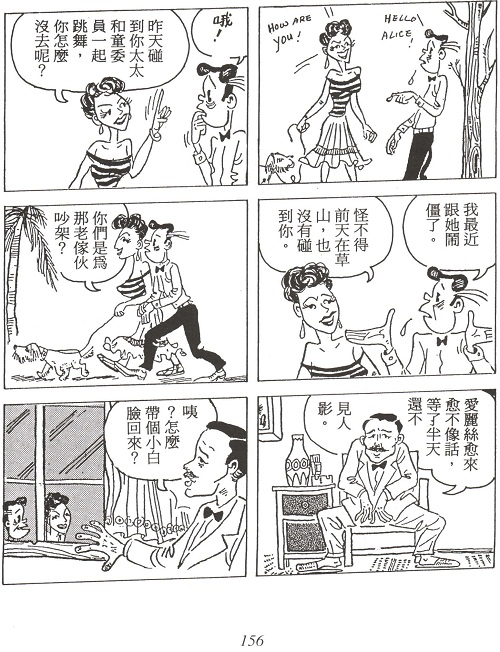 HELLO
ALICE!
HOW ARE
YOU!
哦!
昨天碰
到你太太
和童委
員一起
跳舞,
你怎麼
沒去呢?
我最近
跟她鬧
僵了。
怪不得
前天在草
山,也
沒有碰
到你。
你們是爲
那老傢伙
吵架?
愛麗絲愈來
愈不像話,
等了半天
還不
見人
影。
咦
?怎麼
帶個小白
臉回來?
156